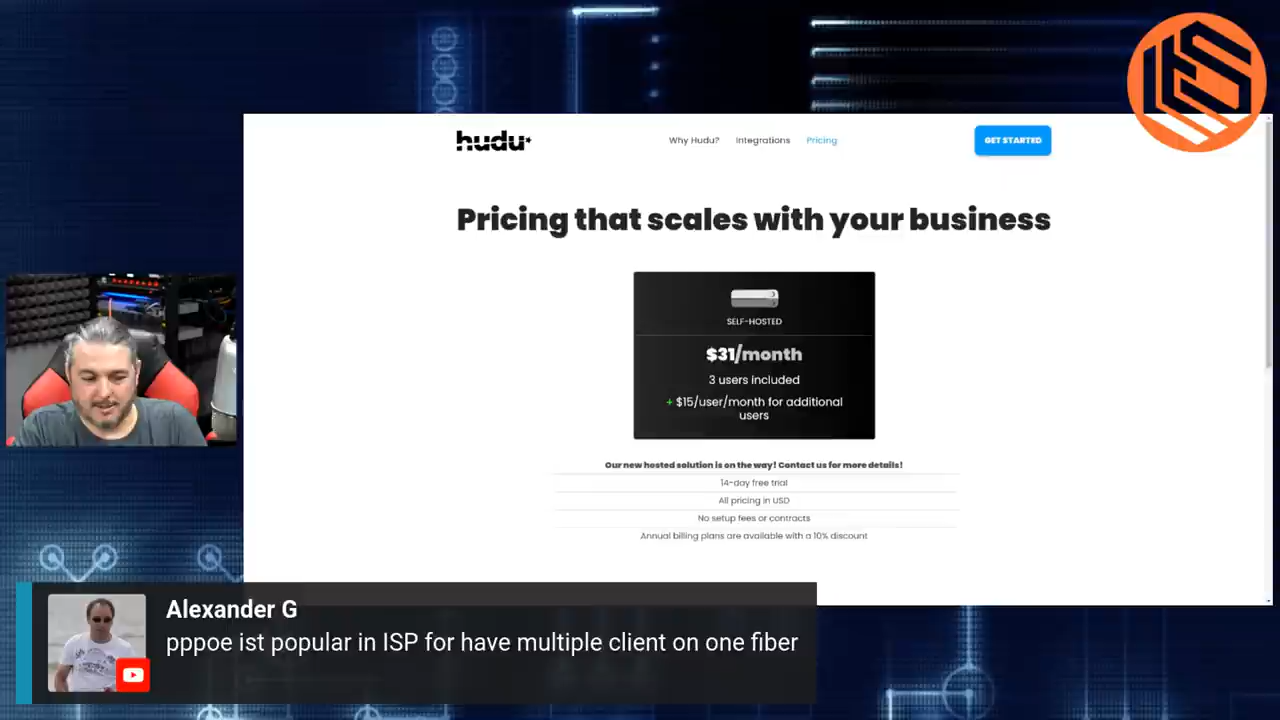 hudu
Why Hudu?
Integrations
Pricing
GET STARTED
Pricing that scales with your business
SELF-HOSTED
$31/month
3 users included
+ $15/user/month for additional
users
Our new hosted solution is on the way! Contact us for more details!
14-day free trial
All pricing in USD
No setup fees or contracts
Annual billing plans are available with a 10% discount
Alexander G
pppoe ist popular in ISP for have multiple client on one fiber